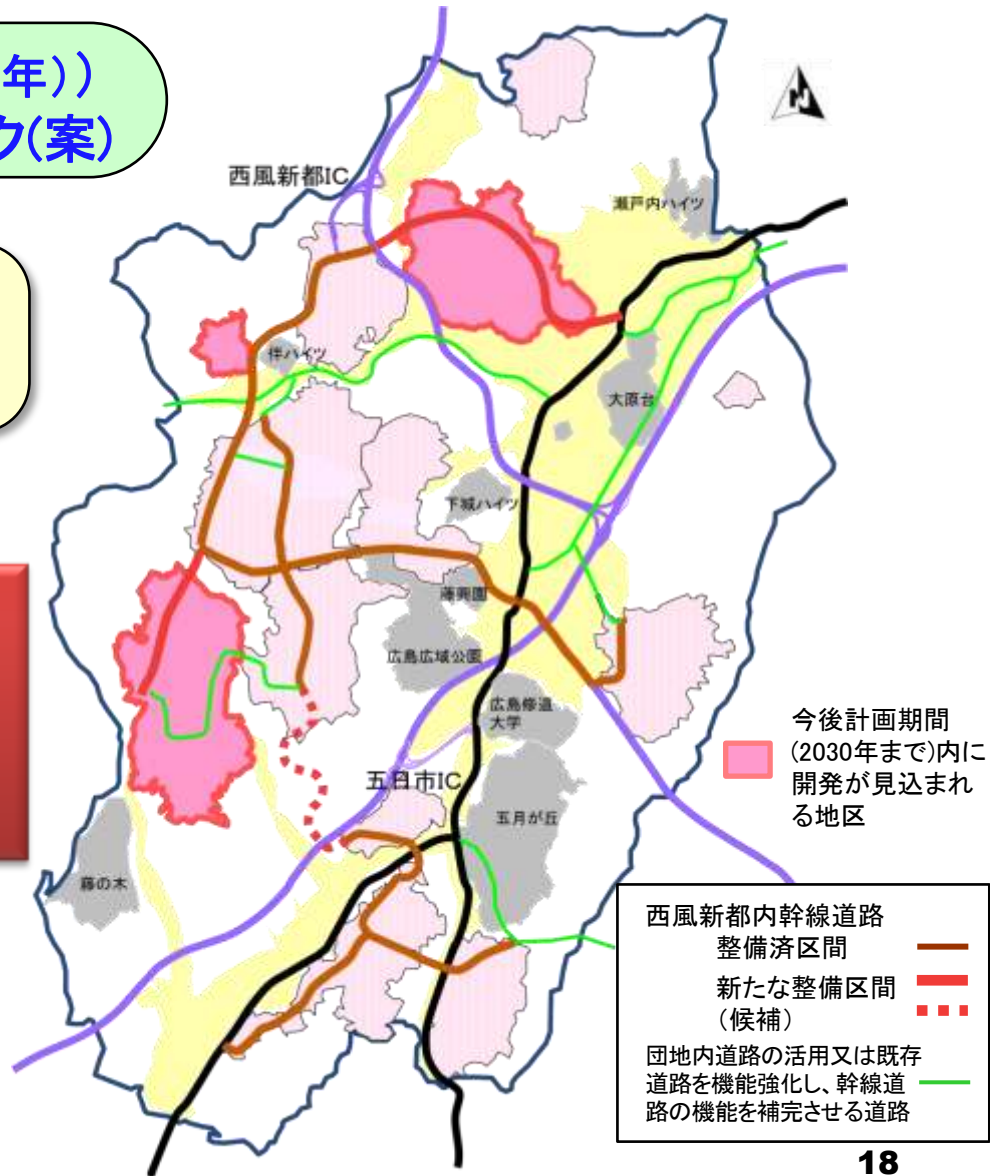 年))
ク(案)
N
西風新都IC
瀬戸内ハイツ
伴ハイツ
大原台
下城ハイツ
藤興園
広島広域公園
広島修道
大学
五日市IC
五月が丘
藤の木
今後計画期間
(2030年まで)内に
開発が見込まれ
る地区
西風新都内幹線道路
整備済区間
新たな整備区間
(候補)
団地内道路の活用又は既存
道路を機能強化し、幹線道
路の機能を補完させる道路
18